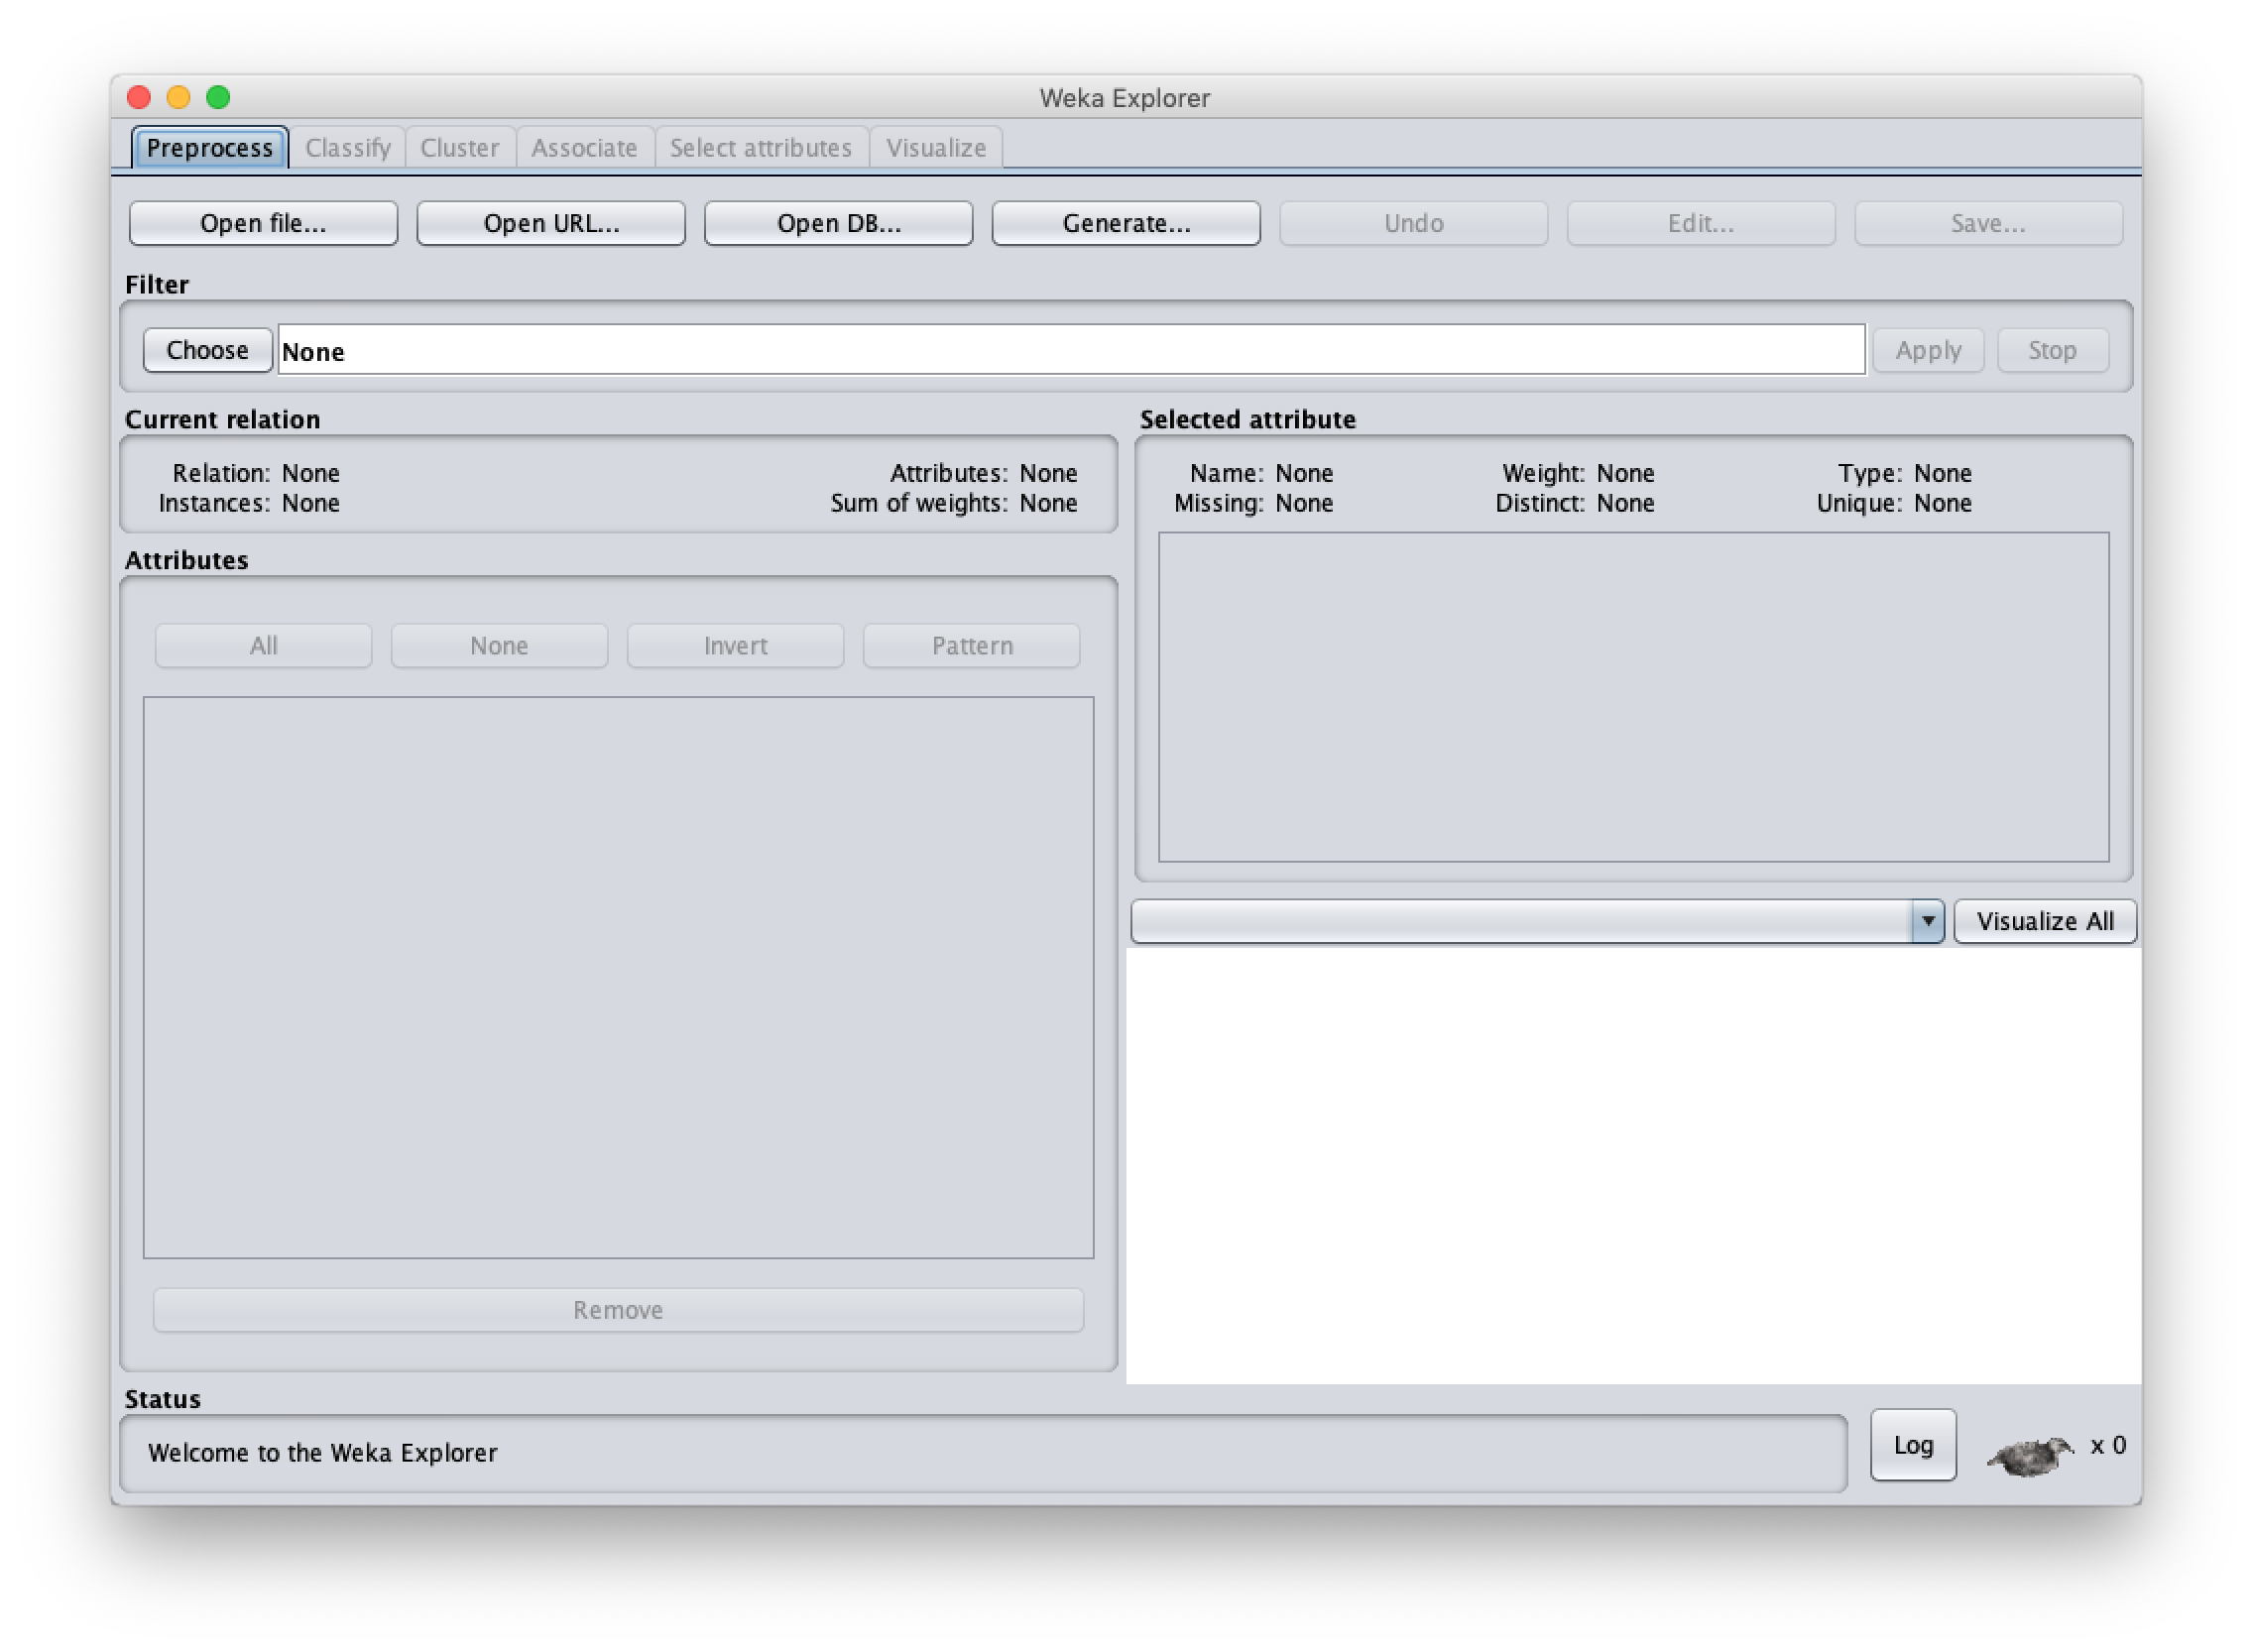 Weka Explorer
Preprocess Classify Cluster Associate Select attributes Visualize
Open file... Open URL... Open DB... Generate... Undo Edit... Save...
Filter
Choose None Apply Stop
Current relation
Relation: None Attributes: None
Instances: None Sum of weights: None
Selected attribute
Name: None Weight: None Type: None
Missing: None Distinct: None Unique: None
Attributes
All None Invert Pattern
Visualize All
Remove
Status
Welcome to the Weka Explorer
Log x 0